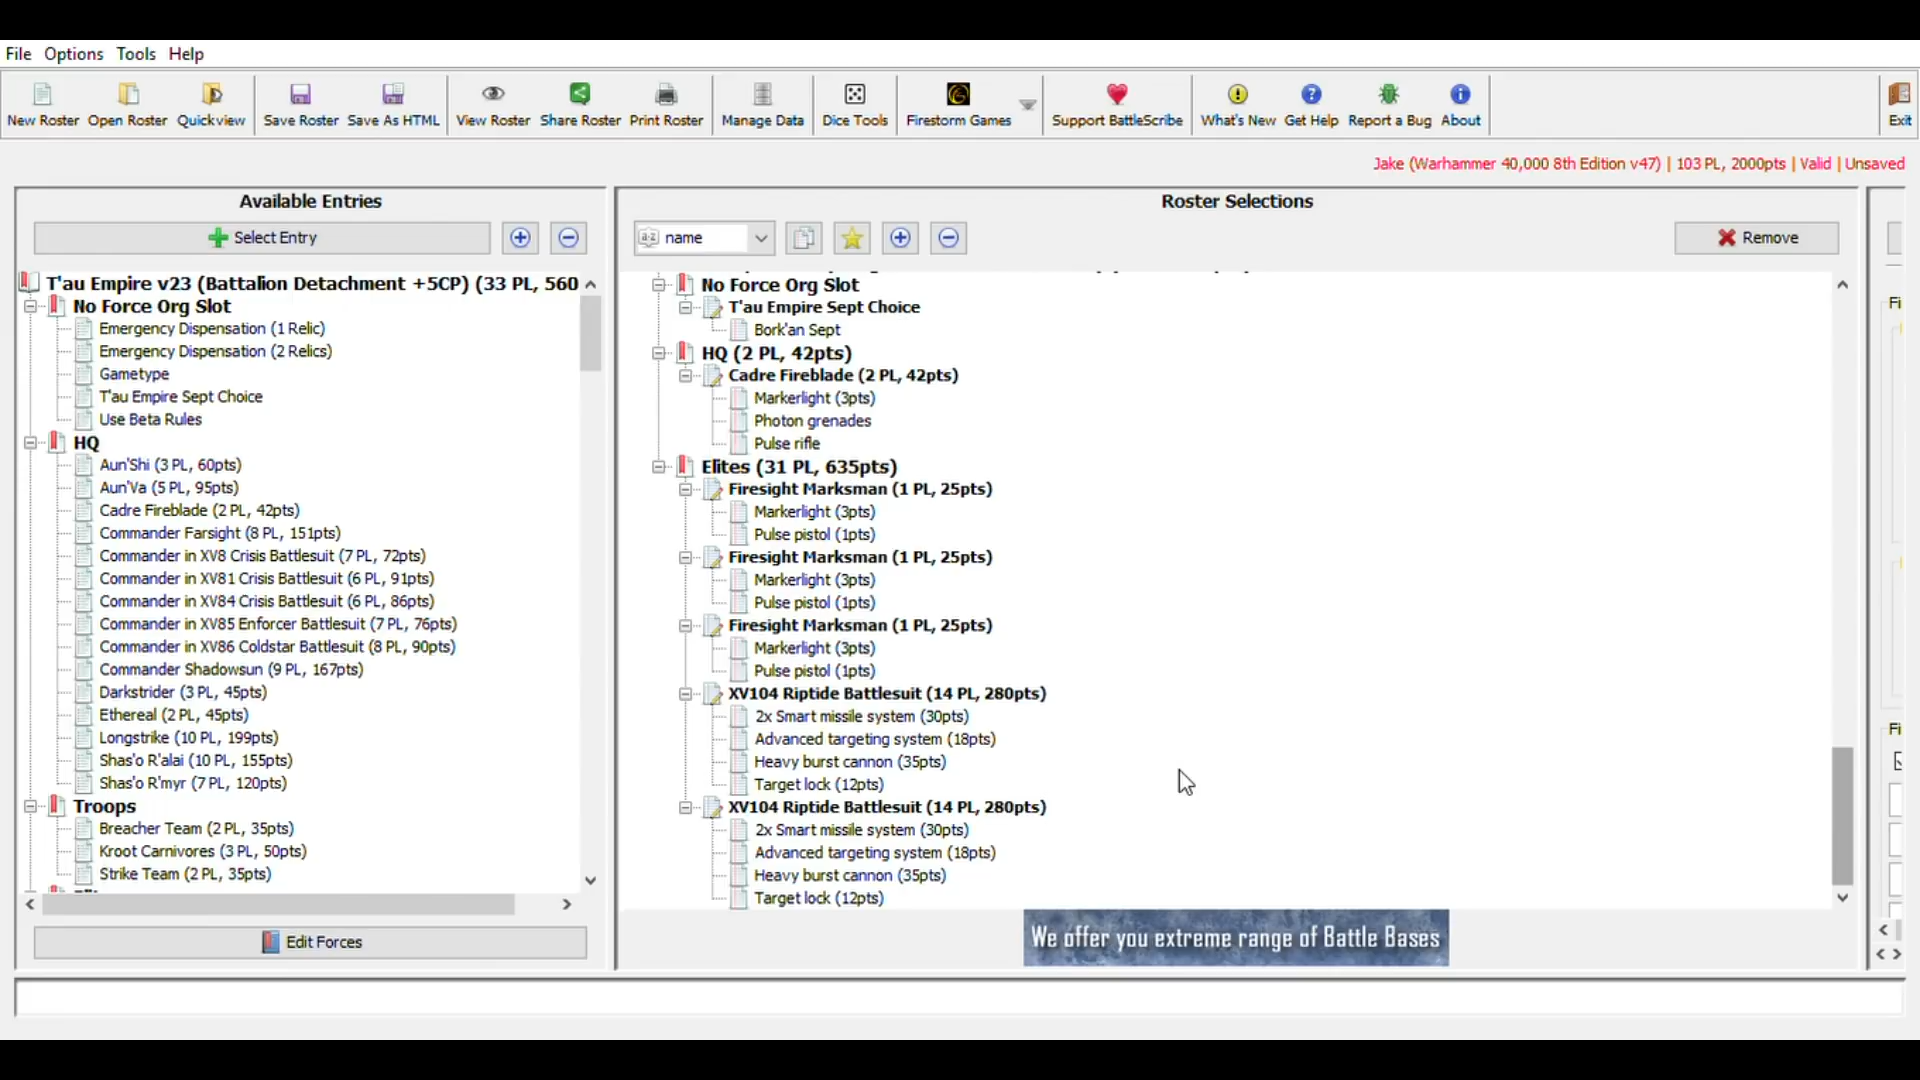 File Options Tools Help
New Roster Open Roster Quickview Save Roster Save As HTML View Roster Share Roster Print Roster Manage Data Dice Tools Firestorm Games Support BattleScribe What's New Get Help Report a Bug About Exit
Jake (Warhammer 40,000 8th Edition v47) | 103 PL, 2000pts | Valid | Unsaved
Available Entries
Select Entry
T'au Empire v23 (Battalion Detachment +5CP) (33 PL, 560
No Force Org Slot
Emergency Dispensation (1 Relic)
Emergency Dispensation (2 Relics)
Gametype
T'au Empire Sept Choice
Use Beta Rules
HQ
Aun'Shi (3 PL, 60pts)
Aun'Va (5 PL, 95pts)
Cadre Fireblade (2 PL, 42pts)
Commander Farsight (8 PL, 151pts)
Commander in XV8 Crisis Battlesuit (7 PL, 72pts)
Commander in XV81 Crisis Battlesuit (6 PL, 91pts)
Commander in XV84 Crisis Battlesuit (6 PL, 86pts)
Commander in XV85 Enforcer Battlesuit (7 PL, 76pts)
Commander in XV86 Coldstar Battlesuit (8 PL, 90pts)
Commander Shadowsun (9 PL, 167pts)
Darkstrider (3 PL, 45pts)
Ethereal (2 PL, 45pts)
Longstrike (10 PL, 199pts)
Shas'o R'alai (10 PL, 155pts)
Shas'o R'myr (7 PL, 120pts)
Troops
Breacher Team (2 PL, 35pts)
Kroot Carnivores (3 PL, 50pts)
Strike Team (2 PL, 35pts)
Edit Forces
Roster Selections
name
Remove
No Force Org Slot
T'au Empire Sept Choice
Bork'an Sept
HQ (2 PL, 42pts)
Cadre Fireblade (2 PL, 42pts)
Markerlight (3pts)
Photon grenades
Pulse rifle
Elites (31 PL, 635pts)
Firesight Marksman (1 PL, 25pts)
Markerlight (3pts)
Pulse pistol (1pts)
Firesight Marksman (1 PL, 25pts)
Markerlight (3pts)
Pulse pistol (1pts)
Firesight Marksman (1 PL, 25pts)
Markerlight (3pts)
Pulse pistol (1pts)
XV104 Riptide Battlesuit (14 PL, 280pts)
2x Smart missile system (30pts)
Advanced targeting system (18pts)
Heavy burst cannon (35pts)
Target lock (12pts)
XV104 Riptide Battlesuit (14 PL, 280pts)
2x Smart missile system (30pts)
Advanced targeting system (18pts)
Heavy burst cannon (35pts)
Target lock (12pts)
We offer you extreme range of Battle Bases
Fi
Fi